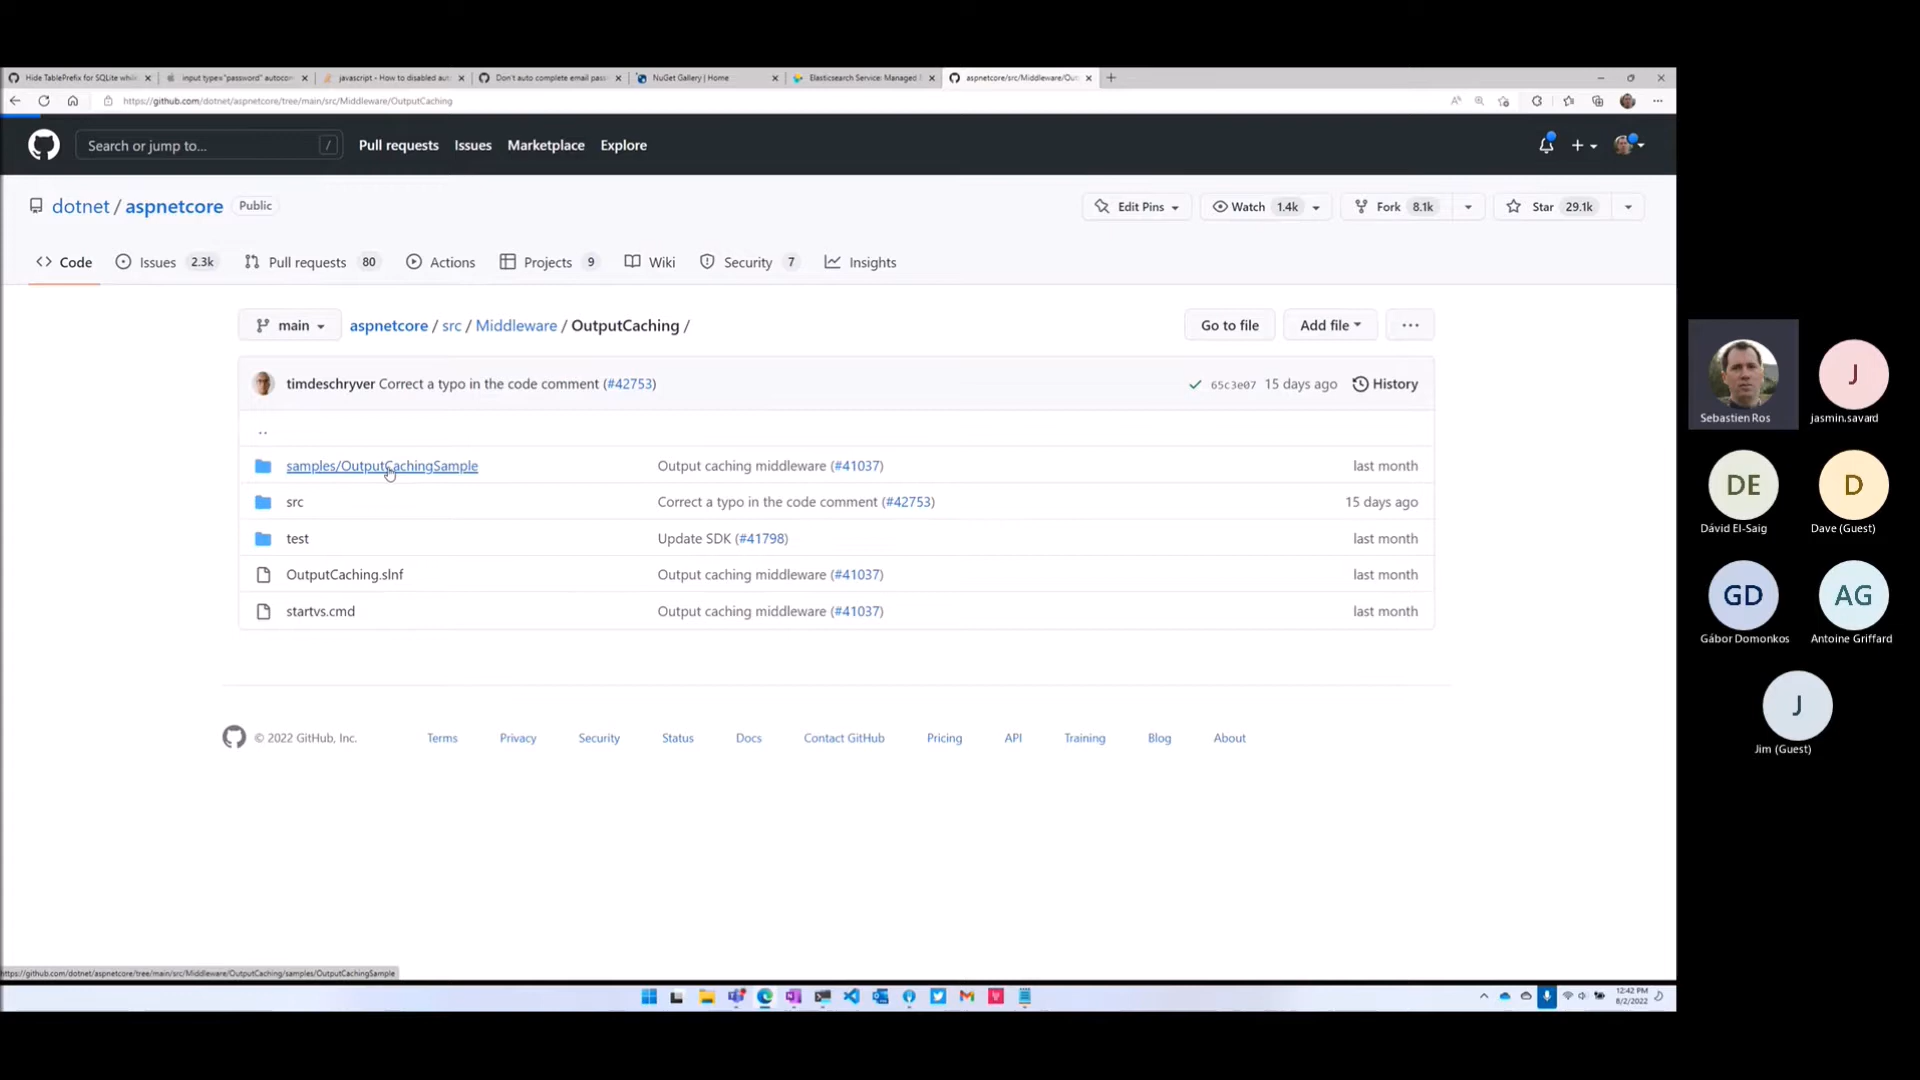 Hide TablePrefix for SQLite while
input type="password" autocom
javascript - How to disabled aut
Don't auto complete email pass
NuGet Gallery | Home
Elasticsearch Service: Managed
aspnetcore/src/Middleware/Out
https://github.com/dotnet/aspnetcore/tree/main/src/Middleware/OutputCaching
Search or jump to... /
Pull requests Issues Marketplace Explore
dotnet / aspnetcore Public
Edit Pins Watch 1.4k Fork 8.1k Star 29.1k
Code Issues 2.3k Pull requests 80 Actions Projects 9 Wiki Security 7 Insights
main aspnetcore / src / Middleware / OutputCaching /
Go to file Add file ...
timdeschryver Correct a typo in the code comment (#42753) 65c3e07 15 days ago History
..
samples/OutputCachingSample Output caching middleware (#41037) last month
src Correct a typo in the code comment (#42753) 15 days ago
test Update SDK (#41798) last month
OutputCaching.slnf Output caching middleware (#41037) last month
startvs.cmd Output caching middleware (#41037) last month
© 2022 GitHub, Inc. Terms Privacy Security Status Docs Contact GitHub Pricing API Training Blog About
https://github.com/dotnet/aspnetcore/tree/main/src/Middleware/OutputCaching/samples/OutputCachingSample
12:42 PM
8/2/2022
Sebastien Ros
J
jasmin.savard
DE
Dávid El-Saig
D
Dave (Guest)
GD
Gábor Domonkos
AG
Antoine Griffard
J
Jim (Guest)